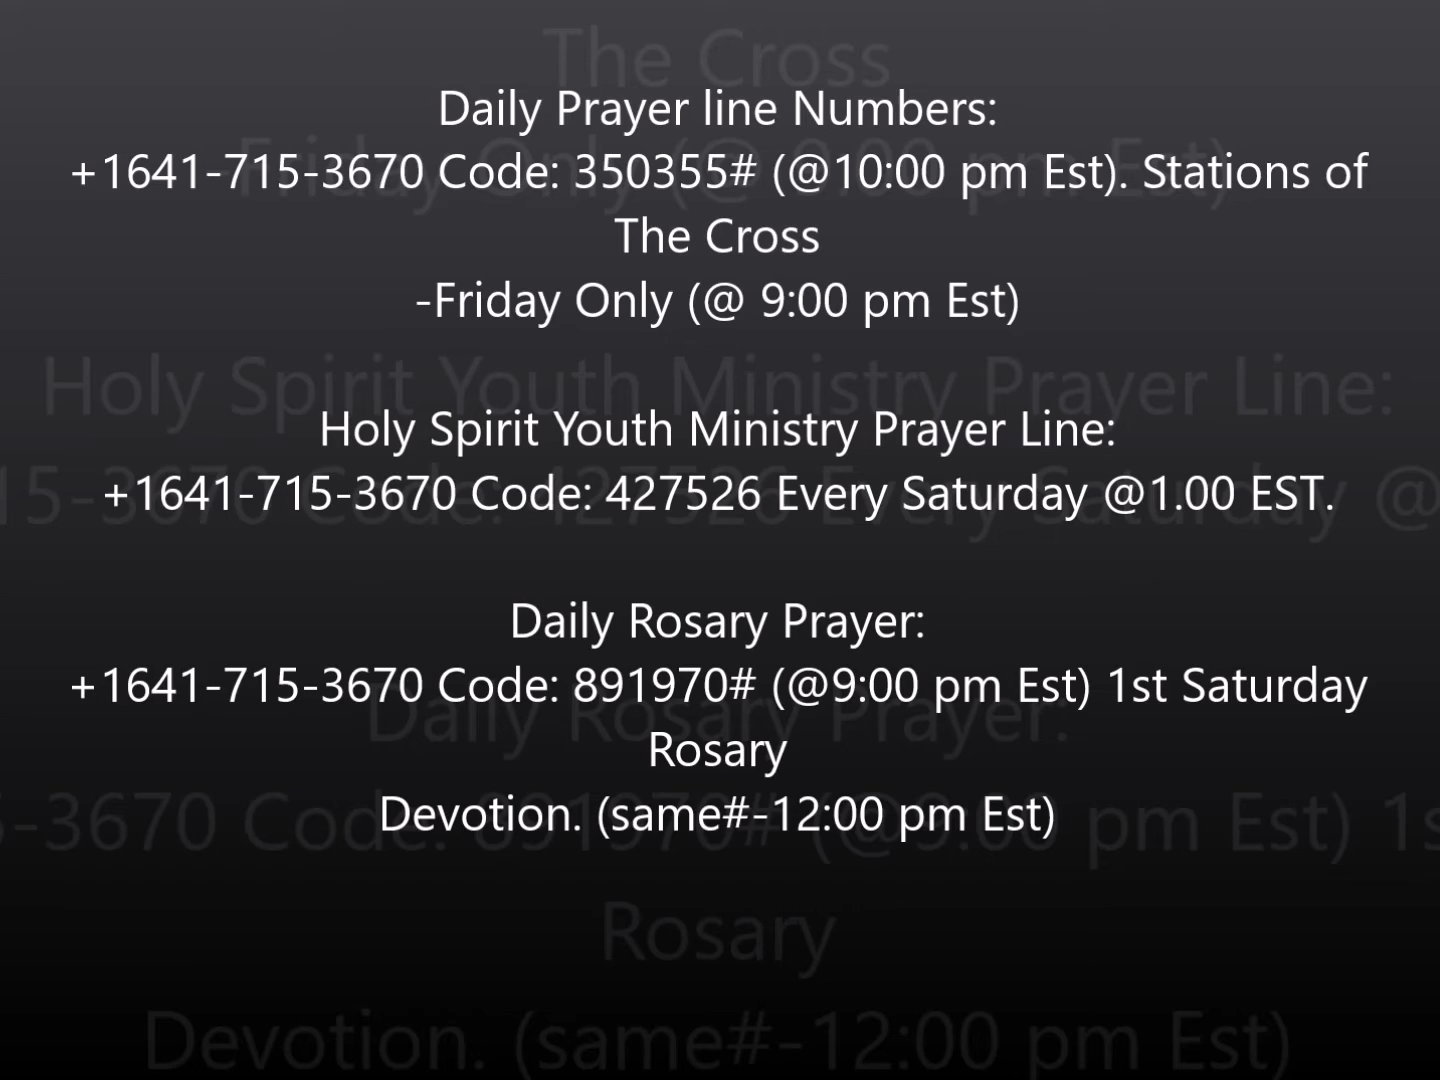 Daily Prayer line Numbers:
+1641-715-3670 Code: 350355# (@10:00 pm Est). Stations of
The Cross
-Friday Only (@ 9:00 pm Est)
Holy Spirit Youth Ministry Prayer Line:
+1641-715-3670 Code: 427526 Every Saturday @1.00 EST.
Daily Rosary Prayer:
+1641-715-3670 Code: 891970# (@9:00 pm Est) 1st Saturday
Rosary
Devotion. (same#-12:00 pm Est)